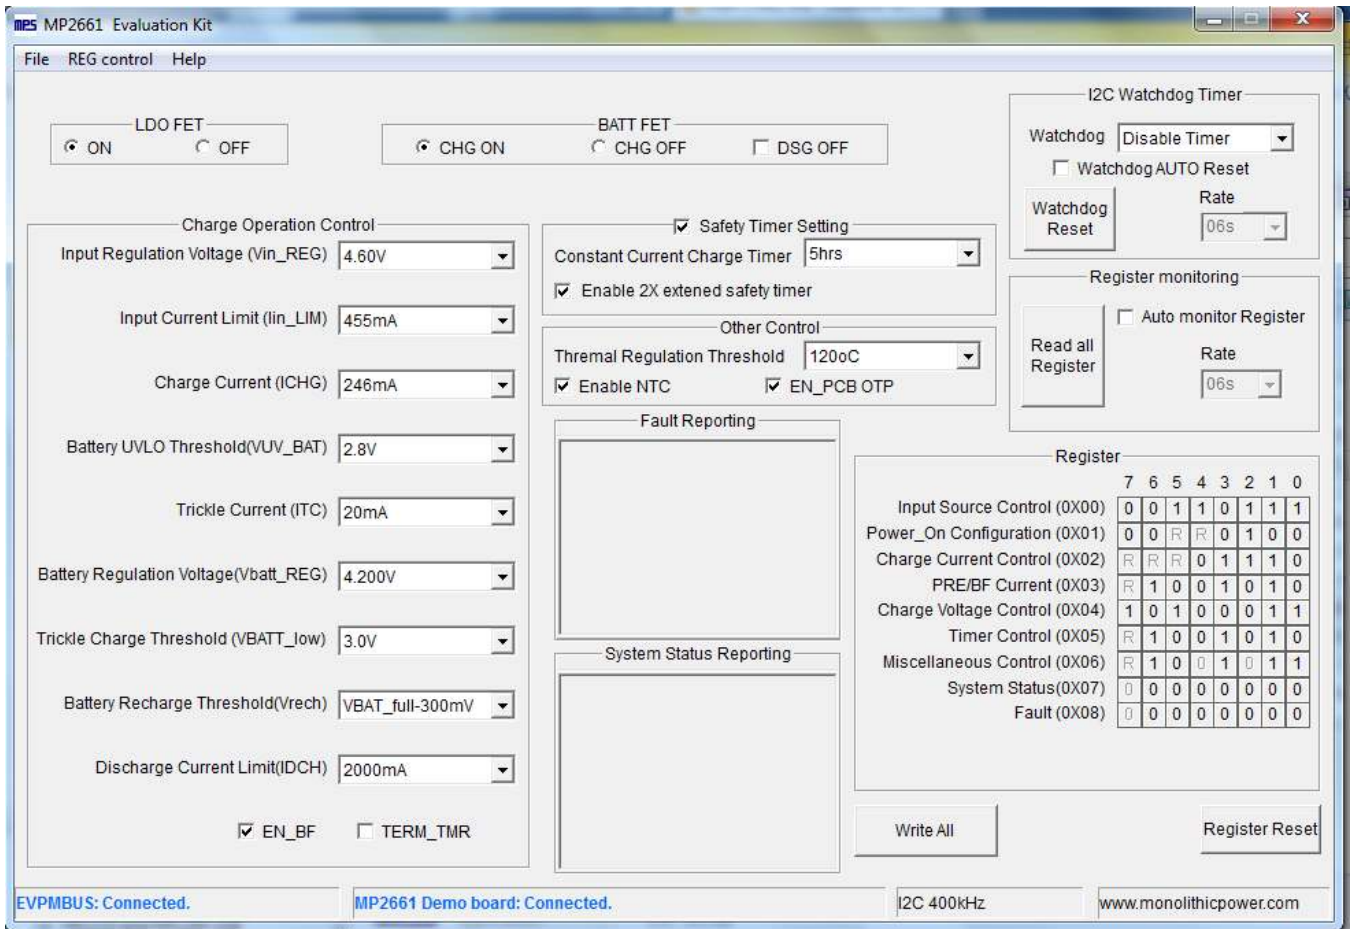 mps MP2661 Evaluation Kit
File REG control Help
LDO FET
ON OFF
BATT FET
CHG ON CHG OFF DSG OFF
I2C Watchdog Timer
Watchdog Disable Timer
Watchdog AUTO Reset
Watchdog Reset
Rate
06s
Charge Operation Control
Input Regulation Voltage (Vin_REG) 4.60V
Input Current Limit (Iin_LIM) 455mA
Charge Current (ICHG) 246mA
Battery UVLO Threshold(VUV_BAT) 2.8V
Trickle Current (ITC) 20mA
Battery Regulation Voltage(Vbatt_REG) 4.200V
Trickle Charge Threshold (VBATT_low) 3.0V
Battery Recharge Threshold(Vrech) VBAT_full-300mV
Discharge Current Limit(IDCH) 2000mA
EN_BF TERM_TMR
Safety Timer Setting
Constant Current Charge Timer 5hrs
Enable 2X extened safety timer
Other Control
Thremal Regulation Threshold 120oC
Enable NTC EN_PCB OTP
Fault Reporting
System Status Reporting
Register monitoring
Auto monitor Register
Read all
Register
Rate
06s
Register
7 6 5 4 3 2 1 0
Input Source Control (0X00) 0 0 1 1 0 1 1 1
Power_On Configuration (0X01) 0 0 R R 0 1 0 0
Charge Current Control (0X02) R R R 0 1 1 1 0
PRE/BF Current (0X03) R 1 0 0 1 0 1 0
Charge Voltage Control (0X04) 1 0 1 0 0 0 1 1
Timer Control (0X05) R 1 0 0 1 0 1 0
Miscellaneous Control (0X06) R 1 0 0 1 0 1 1
System Status(0X07) 0 0 0 0 0 0 0 0
Fault (0X08) 0 0 0 0 0 0 0 0
Write All
Register Reset
EVPMBUS: Connected.
MP2661 Demo board: Connected.
I2C 400kHz
www.monolithicpower.com